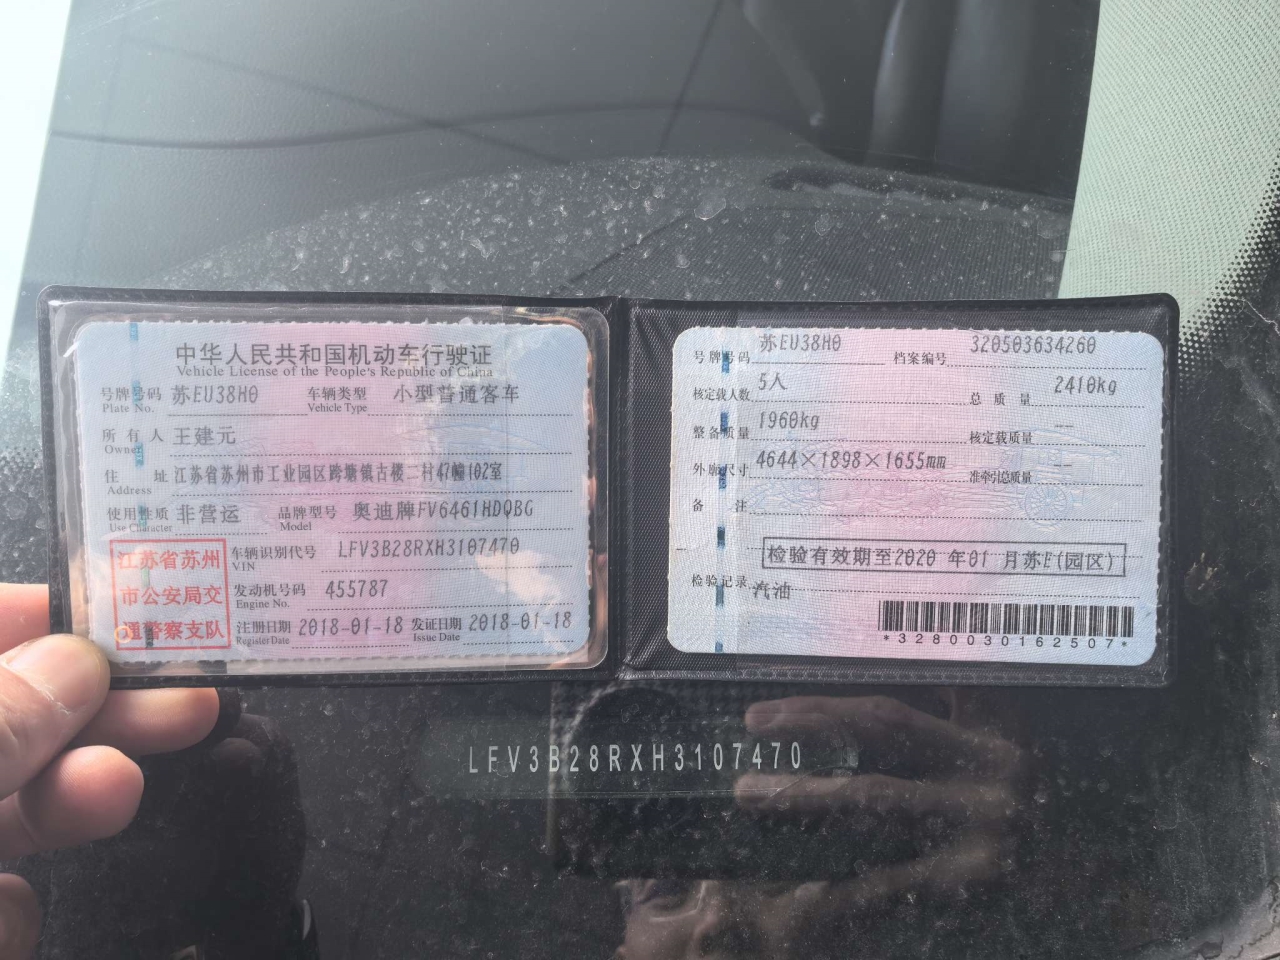 中华人民共和国机动车行驶证
Vehicle License of the People's Republic of China
号牌号码 苏EU38H0 车辆类型 小型普通客车
Plate No. Vehicle Type
所有人 王建元
Owner
住址 江苏省苏州市工业园区跨塘镇古楼二村47幢102室
Address
使用性质 非营运 品牌型号 奥迪牌FV6461HDQBG
Use Character Model
车辆识别代号 LFV3B28RXH3107470
VIN
发动机号码 455787
Engine No.
注册日期 2018-01-18 发证日期 2018-01-18
Register Date Issue Date
江苏省苏州
市公安局交
通警察支队
号牌号码 苏EU38H0 档案编号 320503634260
核定载人数 5人 总质量 2410kg
整备质量 1960kg 核定载质量 --
外廓尺寸 4644×1898×1655mm 准牵引总质量 --
备注
检验有效期至2020年01月苏E(园区)
检验记录 汽油
*3280030162507*
LFV3B28RXH3107470